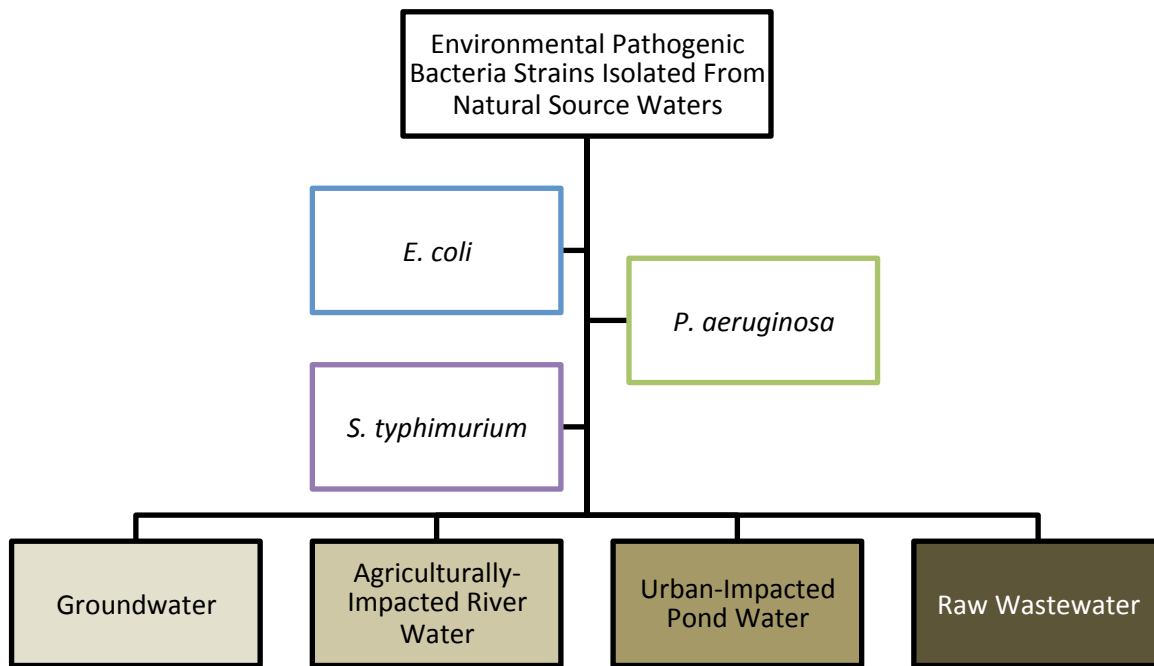 Environmental Pathogenic
Bacteria Strains Isolated From
Natural Source Waters
E. coli
P. aeruginosa
S. typhimurium
Groundwater
Agriculturally-
Impacted River
Water
Urban-Impacted
Pond Water
Raw Wastewater